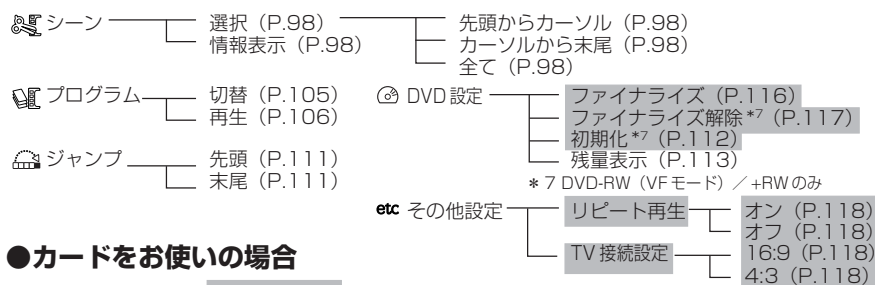 シーン 選択（P.98） 先頭からカーソル（P.98）
情報表示（P.98） カーソルから末尾（P.98）
全て（P.98）
プログラム 切替（P.105）
再生（P.106）
ジャンプ 先頭（P.111）
末尾（P.111）
DVD 設定 ファイナライズ（P.116）
ファイナライズ解除*7（P.117）
初期化*7（P.112）
残量表示（P.113）
* 7 DVD-RW（VFモード）／+RWのみ
etc その他設定 リピート再生 オン（P.118）
オフ（P.118）
TV 接続設定 16:9（P.118）
4:3（P.118）
●カードをお使いの場合